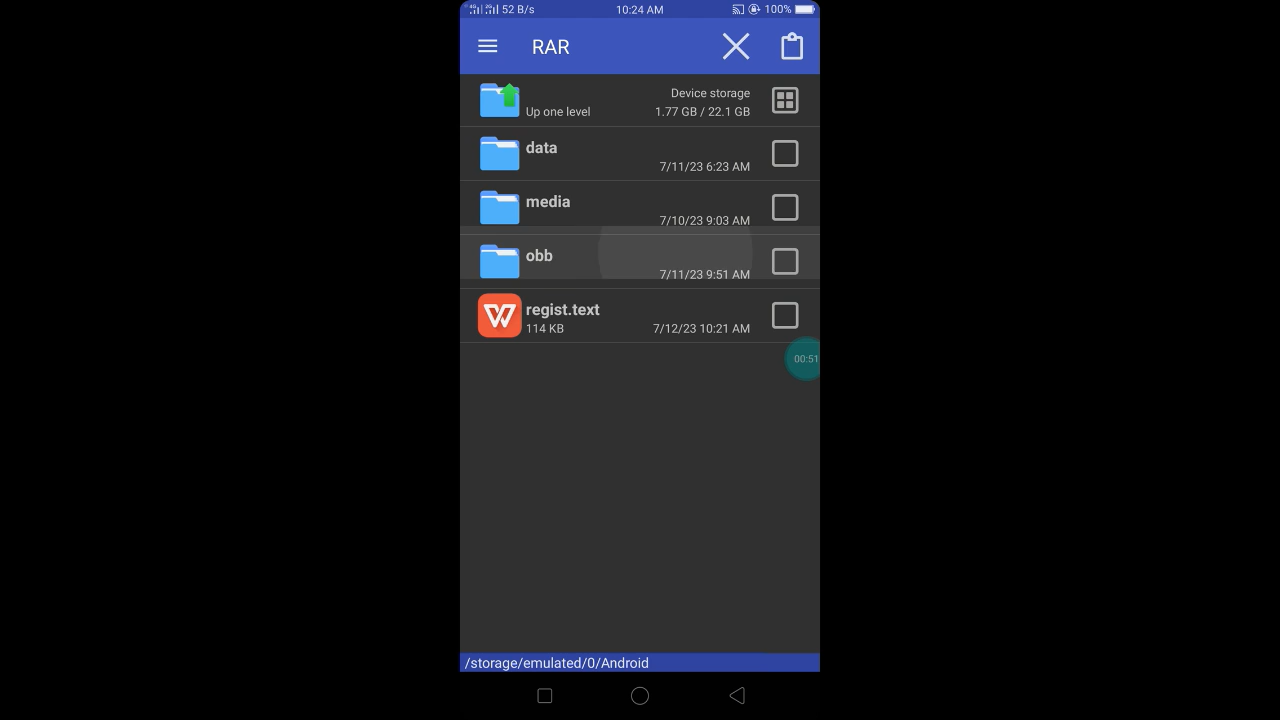 4G 2G 52 B/s 10:24 AM 100%
RAR
Device storage
Up one level 1.77 GB / 22.1 GB
data
7/11/23 6:23 AM
media
7/10/23 9:03 AM
obb
7/11/23 9:51 AM
regist.text
114 KB 7/12/23 10:21 AM
00:51
/storage/emulated/0/Android